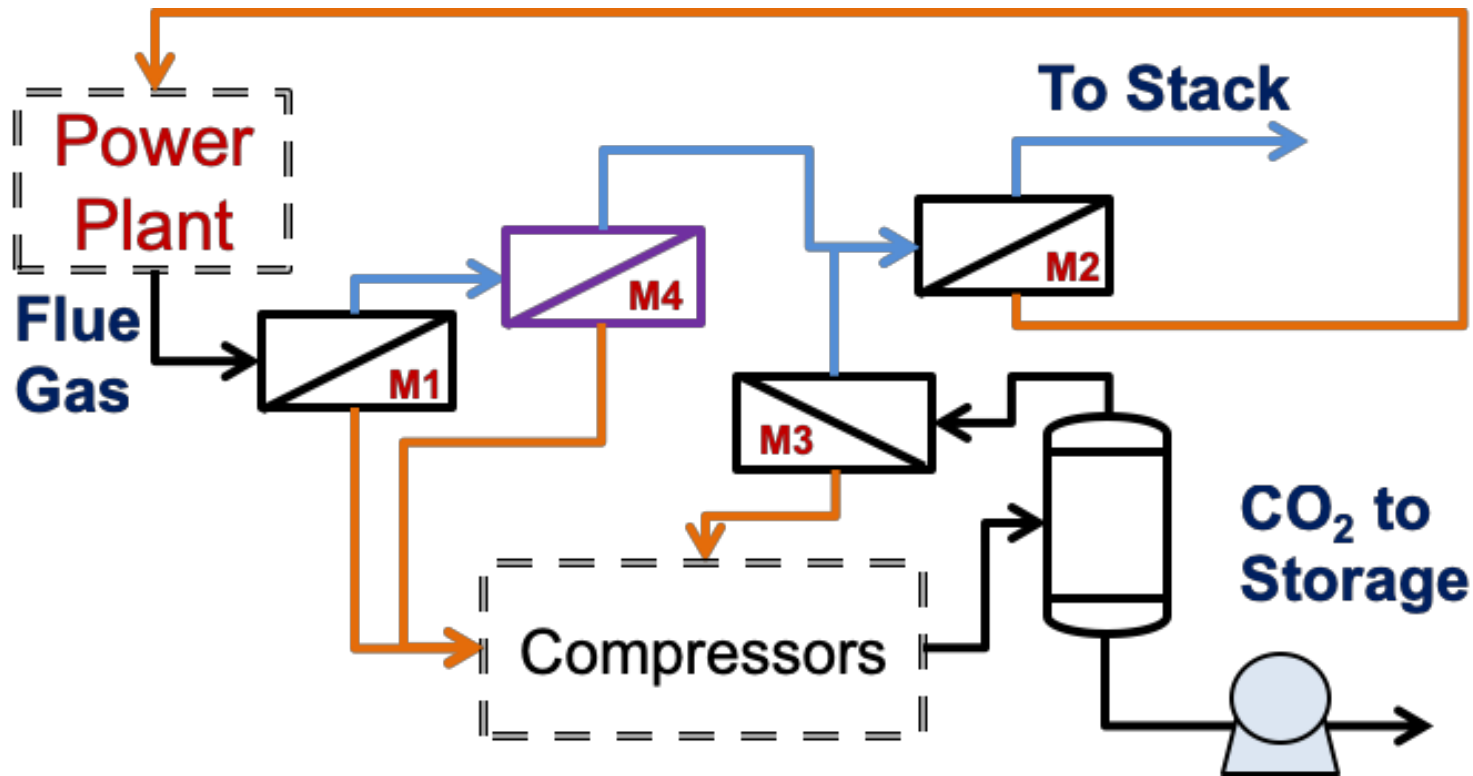 To Stack
Power
Plant
M4
M2
Flue
Gas
M1
M3
CO₂ to
Storage
Compressors